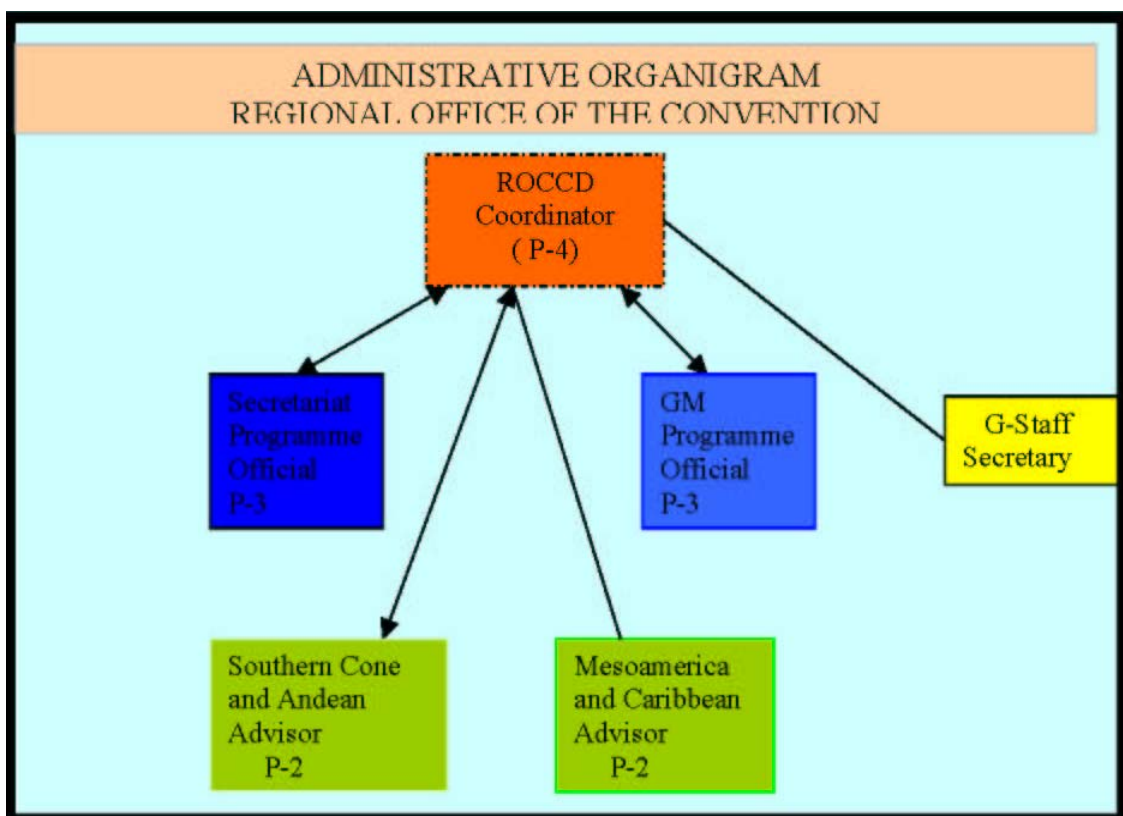 ADMINISTRATIVE ORGANIGRAM
REGIONAL OFFICE OF THE CONVENTION
ROCCD
Coordinator
( P-4)
Secretariat
Programme
Official
P-3
GM
Programme
Official
P-3
G-Staff
Secretary
Southern Cone
and Andean
Advisor
P-2
Mesoamerica
and Caribbean
Advisor
P-2